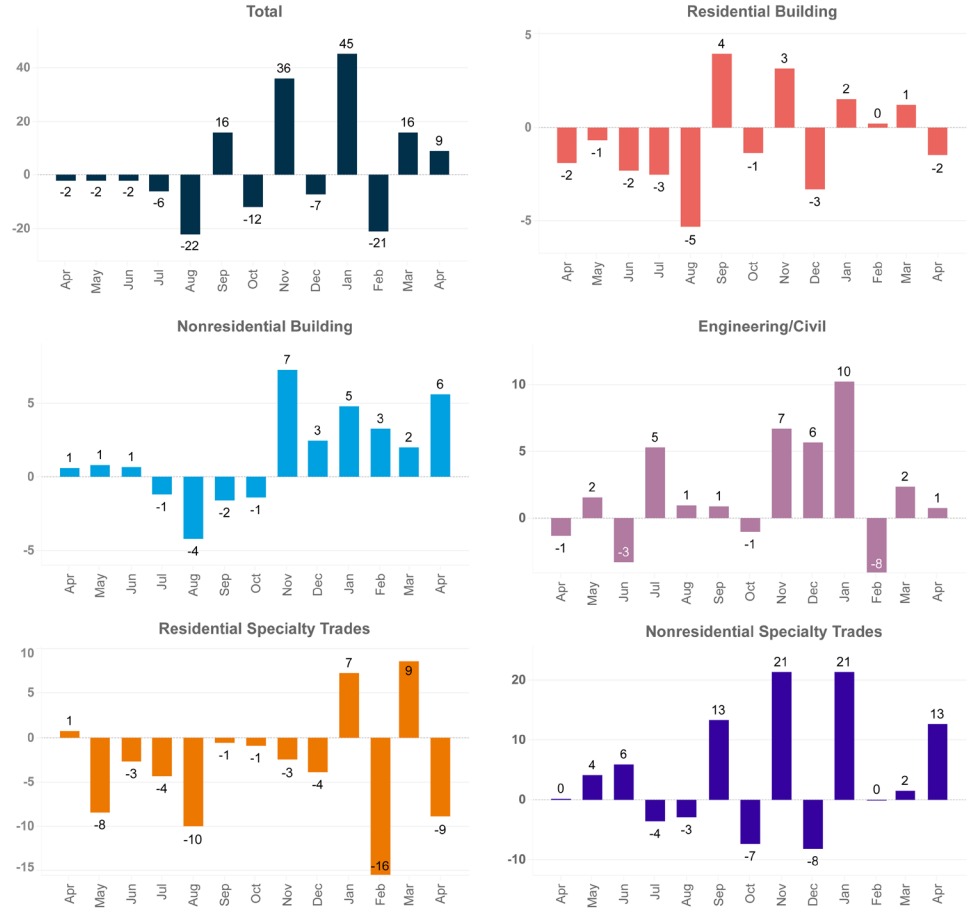 Total
40
20
0
-20
-2
-2
-2
-6
-22
16
-12
36
-7
45
-21
16
9
Apr
May
Jun
Jul
Aug
Sep
Oct
Nov
Dec
Jan
Feb
Mar
Apr
Residential Building
5
0
-5
-2
-1
-2
-3
-5
4
-1
3
-3
2
0
1
-2
Apr
May
Jun
Jul
Aug
Sep
Oct
Nov
Dec
Jan
Feb
Mar
Apr
Nonresidential Building
5
0
-5
1
1
1
-1
-4
-2
-1
7
3
5
3
2
6
Apr
May
Jun
Jul
Aug
Sep
Oct
Nov
Dec
Jan
Feb
Mar
Apr
Engineering/Civil
10
5
0
-1
2
-3
5
1
1
-1
7
6
10
-8
2
1
Apr
May
Jun
Jul
Aug
Sep
Oct
Nov
Dec
Jan
Feb
Mar
Apr
Residential Specialty Trades
10
5
0
-5
-10
-15
1
-8
-3
-4
-10
-1
-1
-3
-4
7
-16
9
-9
Apr
May
Jun
Jul
Aug
Sep
Oct
Nov
Dec
Jan
Feb
Mar
Apr
Nonresidential Specialty Trades
20
10
0
-10
0
4
6
-4
-3
13
-7
21
-8
21
0
2
13
Apr
May
Jun
Jul
Aug
Sep
Oct
Nov
Dec
Jan
Feb
Mar
Apr